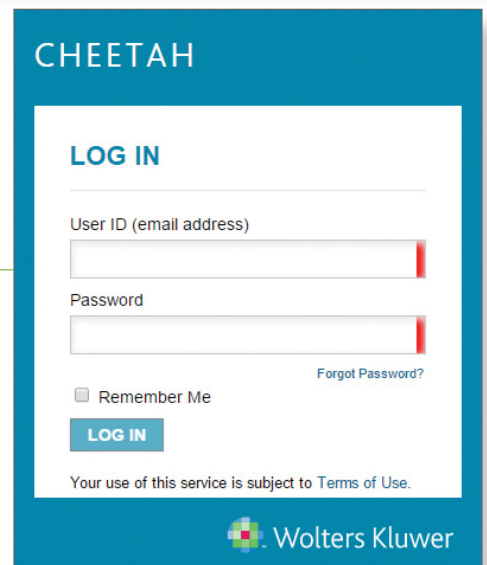 CHEETAH
LOG IN
User ID (email address)
Password
Forgot Password?
Remember Me
LOG IN
Your use of this service is subject to Terms of Use.
Wolters Kluwer